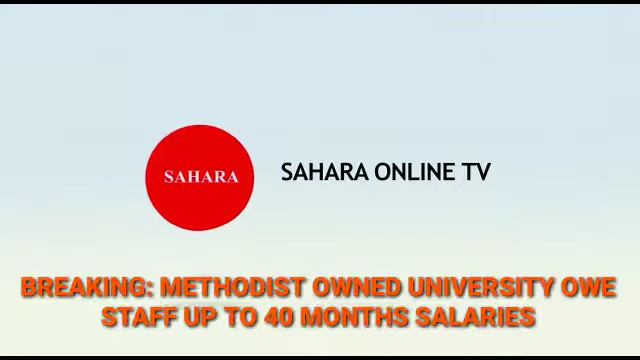 SAHARA
SAHARA ONLINE TV
BREAKING: METHODIST OWNED UNIVERSITY OWE
STAFF UP TO 40 MONTHS SALARIES